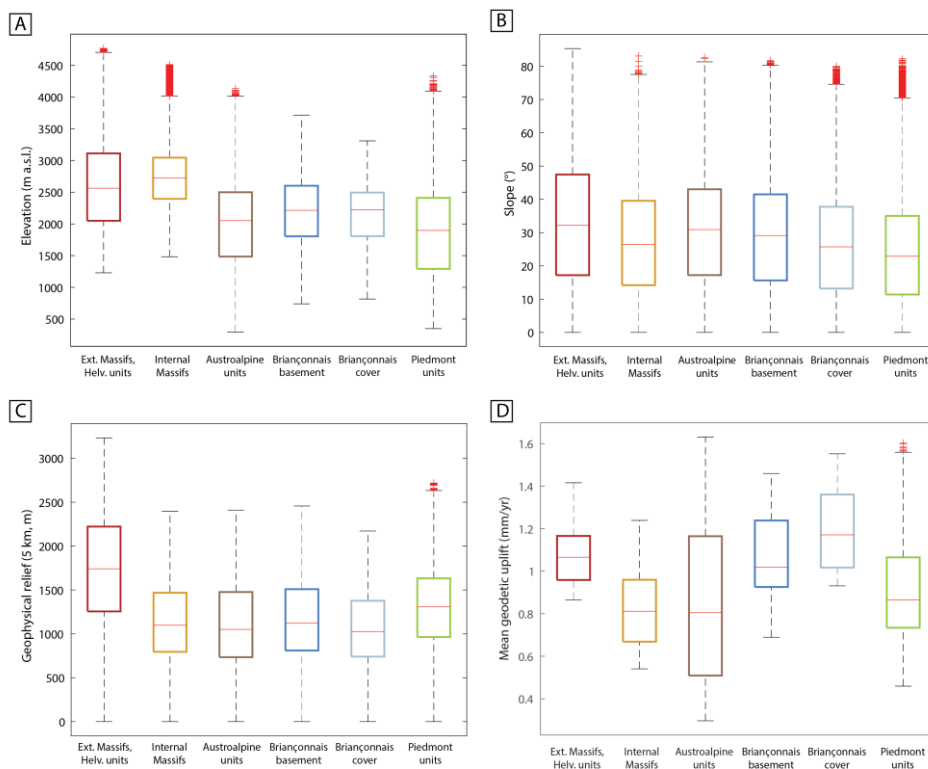 A
Elevation (m a.s.l.)
4500
4000
3500
3000
2500
2000
1500
1000
500
Ext. Massifs,
Helv. units
Internal
Massifs
Austroalpine
units
Briançonnais
basement
Briançonnais
cover
Piedmont
units
B
Slope (°)
80
70
60
50
40
30
20
10
0
Ext. Massifs,
Helv. units
Internal
Massifs
Austroalpine
units
Briançonnais
basement
Briançonnais
cover
Piedmont
units
C
Geophysical relief (5 km, m)
3000
2500
2000
1500
1000
500
0
Ext. Massifs,
Helv. units
Internal
Massifs
Austroalpine
units
Briançonnais
basement
Briançonnais
cover
Piedmont
units
D
Mean geodetic uplift (mm/yr)
1.6
1.4
1.2
1
0.8
0.6
0.4
Ext. Massifs,
Helv. units
Internal
Massifs
Austroalpine
units
Briançonnais
basement
Briançonnais
cover
Piedmont
units